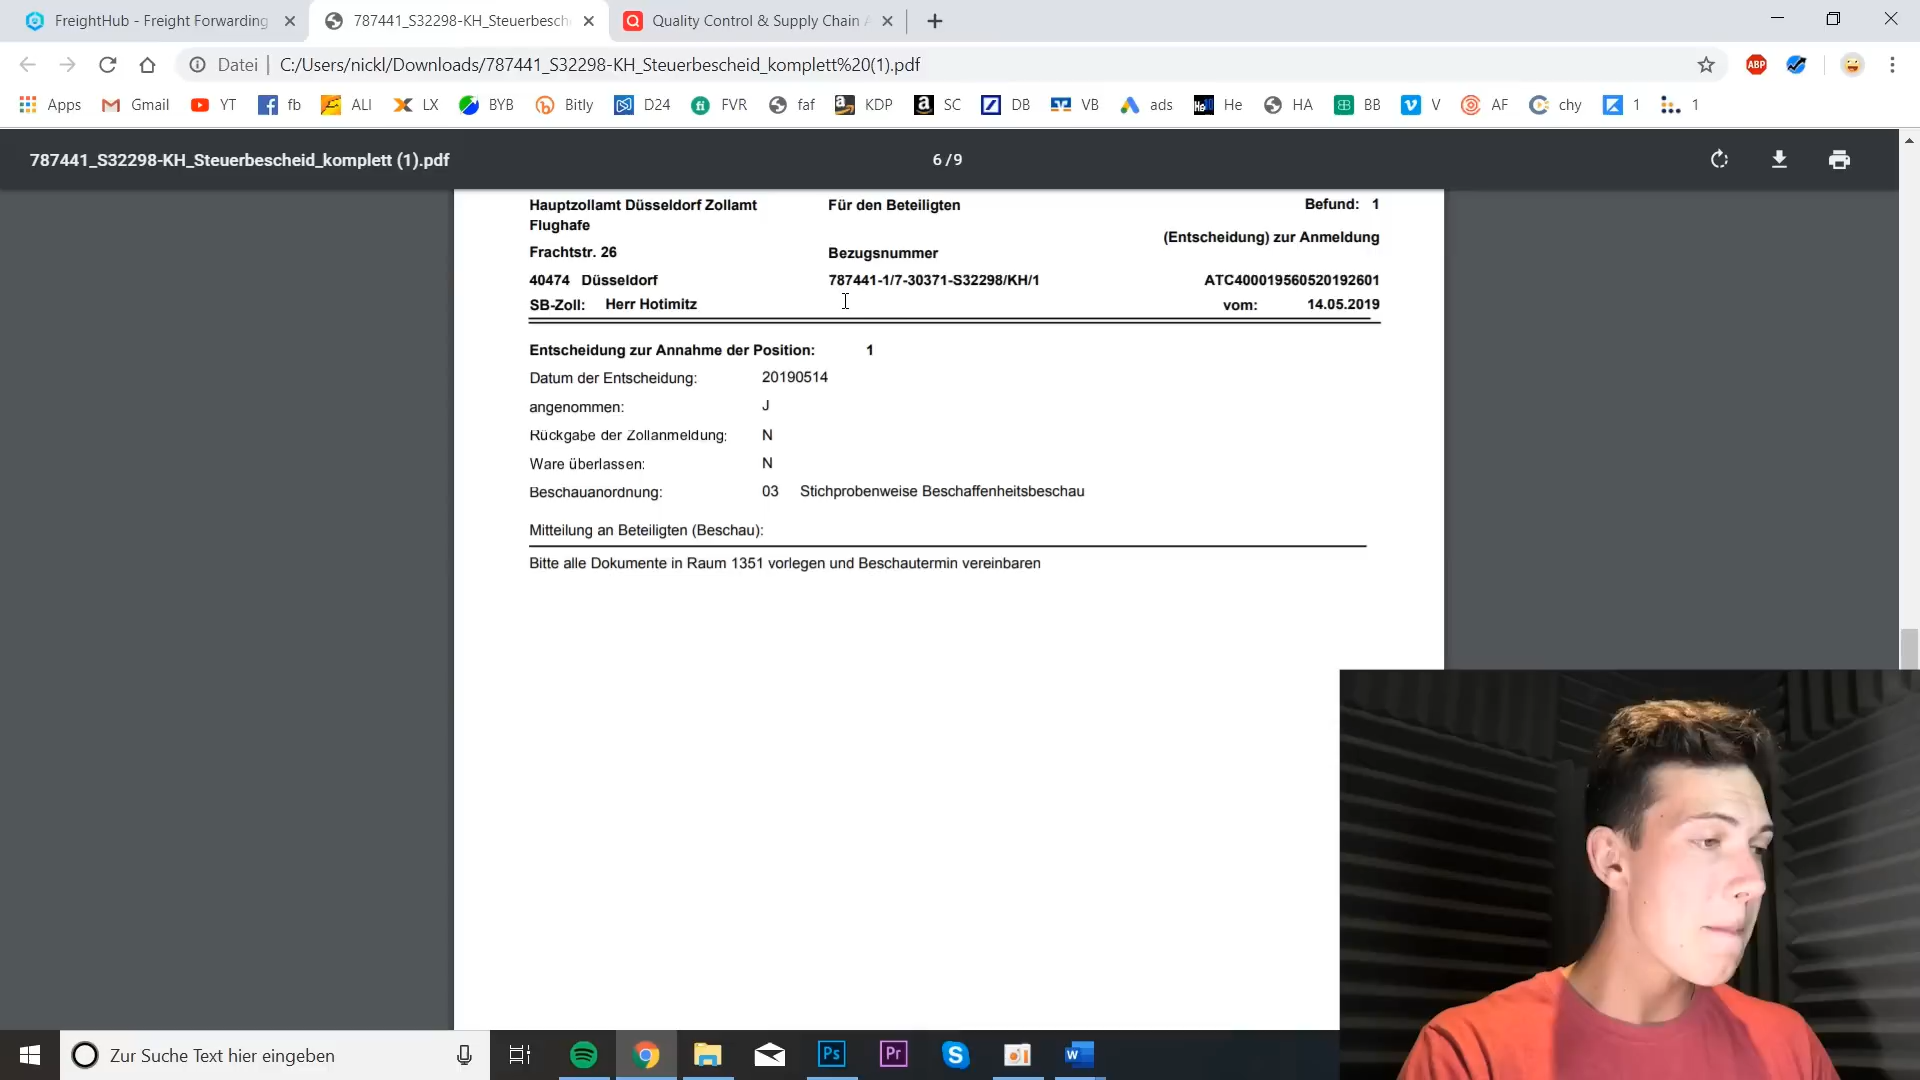 FreightHub - Freight Forwarding
787441_S32298-KH_Steuerbesch
Quality Control & Supply Chain A
Datei
C:/Users/nickl/Downloads/787441_S32298-KH_Steuerbescheid_komplett%20(1).pdf
ABP
Apps Gmail YT fb ALI LX BYB Bitly D24 FVR faf KDP SC DB VB ads He HA BB V AF chy 1 1
787441_S32298-KH_Steuerbescheid_komplett (1).pdf
6 / 9
Hauptzollamt Düsseldorf Zollamt Für den Beteiligten Befund: 1
Flughafe
(Entscheidung) zur Anmeldung
Frachtstr. 26 Bezugsnummer
40474 Düsseldorf 787441-1/7-30371-S32298/KH/1 ATC400019560520192601
SB-Zoll: Herr Hotimitz vom: 14.05.2019
Entscheidung zur Annahme der Position: 1
Datum der Entscheidung: 20190514
angenommen: J
Rückgabe der Zollanmeldung: N
Ware überlassen: N
Beschauanordnung: 03 Stichprobenweise Beschaffenheitsbeschau
Mitteilung an Beteiligten (Beschau):
Bitte alle Dokumente in Raum 1351 vorlegen und Beschautermin vereinbaren
Zur Suche Text hier eingeben
Ps
Pr